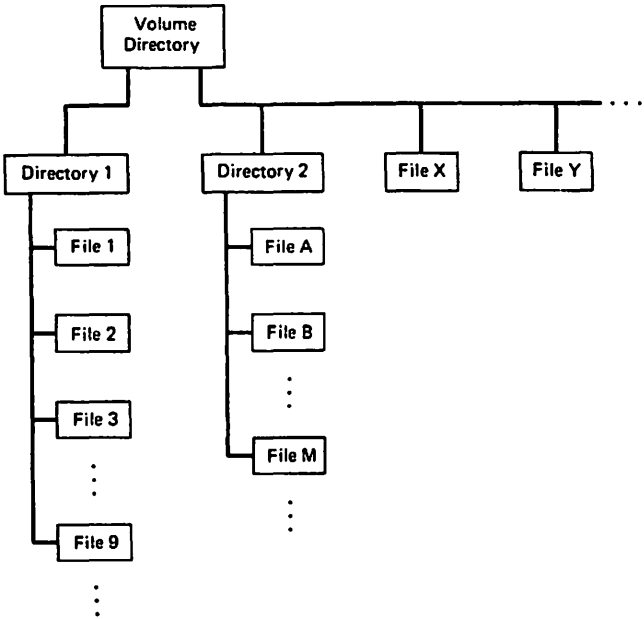 Volume
Directory
Directory 1
Directory 2
File X
File Y
File 1
File A
File 2
File B
File 3
File M
File 9